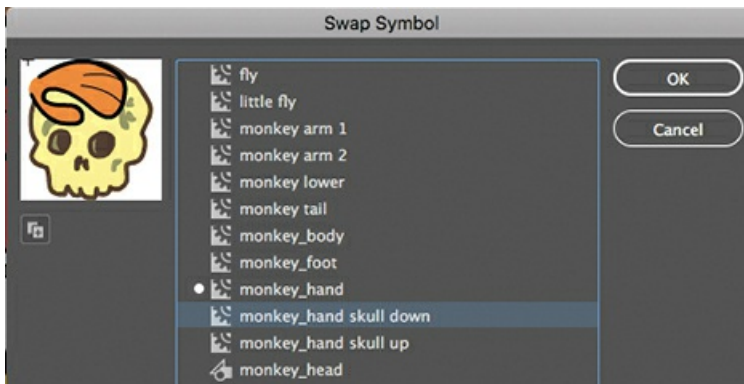 Swap Symbol
fly
little fly
monkey arm 1
monkey arm 2
monkey lower
monkey tail
monkey_body
monkey_foot
monkey_hand
monkey_hand skull down
monkey_hand skull up
monkey_head
OK
Cancel